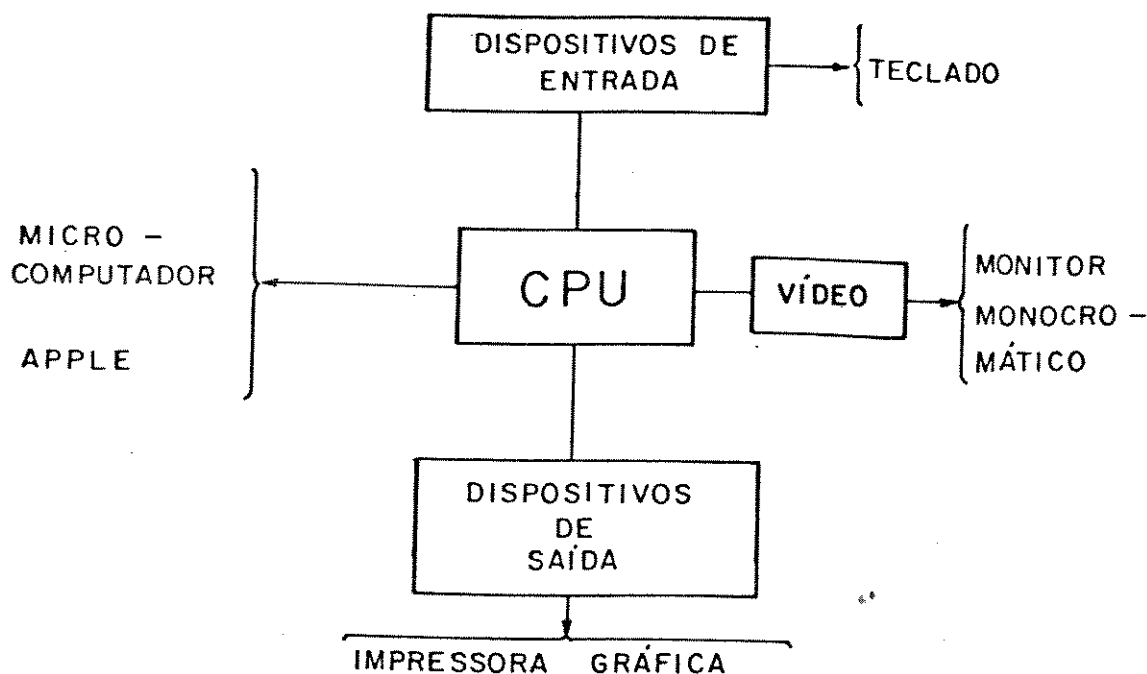 DISPOSITIVOS DE
ENTRADA
TECLADO
MICRO -
COMPUTADOR
APPLE
CPU
VÍDEO
MONITOR
MONOCRO -
MÁTICO
DISPOSITIVOS
DE
SAÍDA
IMPRESSORA GRÁFICA